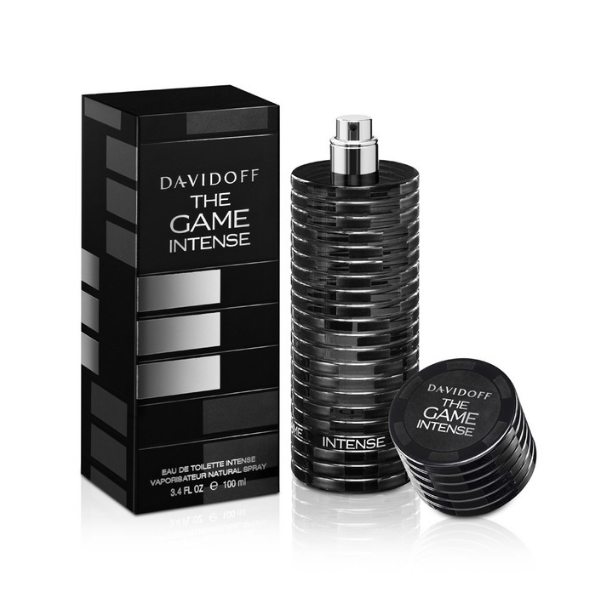 DAVIDOFF
THE
GAME
INTENSE
EAU DE TOILETTE INTENSE
VAPORISATEUR NATURAL SPRAY
3.4 FL OZ e 100 ml
GAME INTENSE
DAVIDOFF
THE
GAME
INTENSE